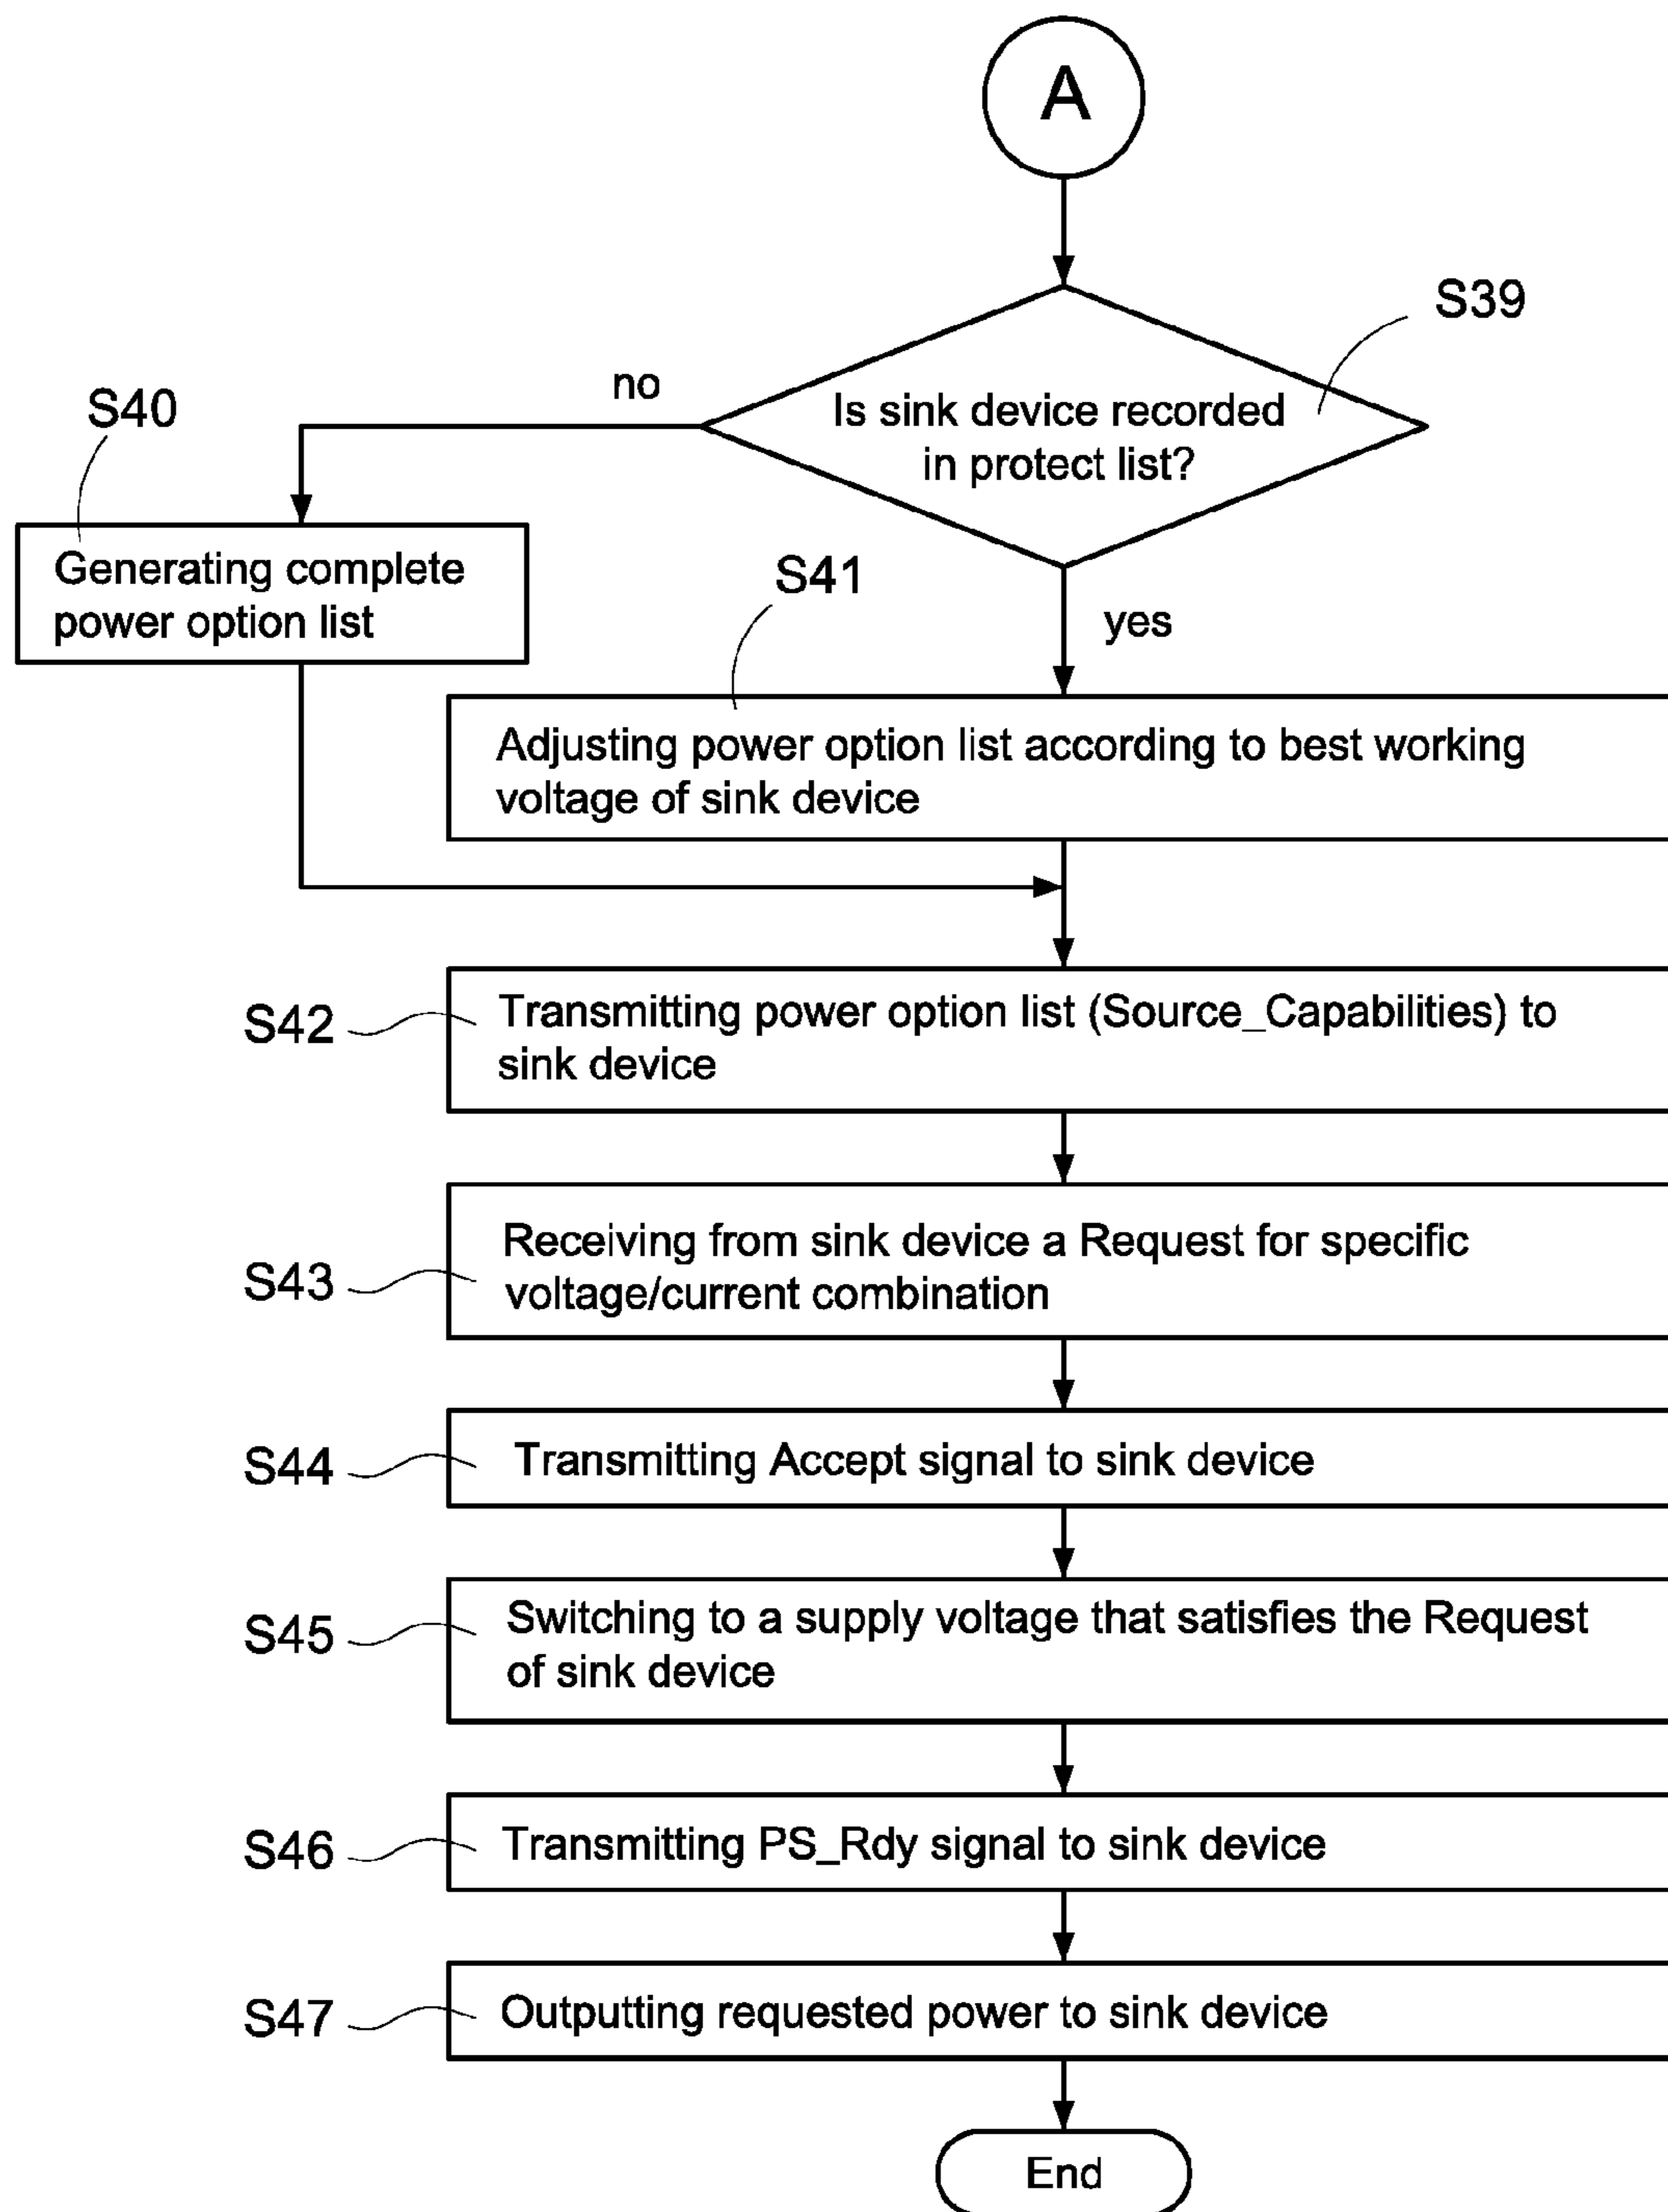 A
S39
Is sink device recorded
in protect list?
no
S40
Generating complete
power option list
yes
S41
Adjusting power option list according to best working
voltage of sink device
S42
Transmitting power option list (Source_Capabilities) to
sink device
S43
Receiving from sink device a Request for specific
voltage/current combination
S44
Transmitting Accept signal to sink device
S45
Switching to a supply voltage that satisfies the Request
of sink device
S46
Transmitting PS_Rdy signal to sink device
S47
Outputting requested power to sink device
End